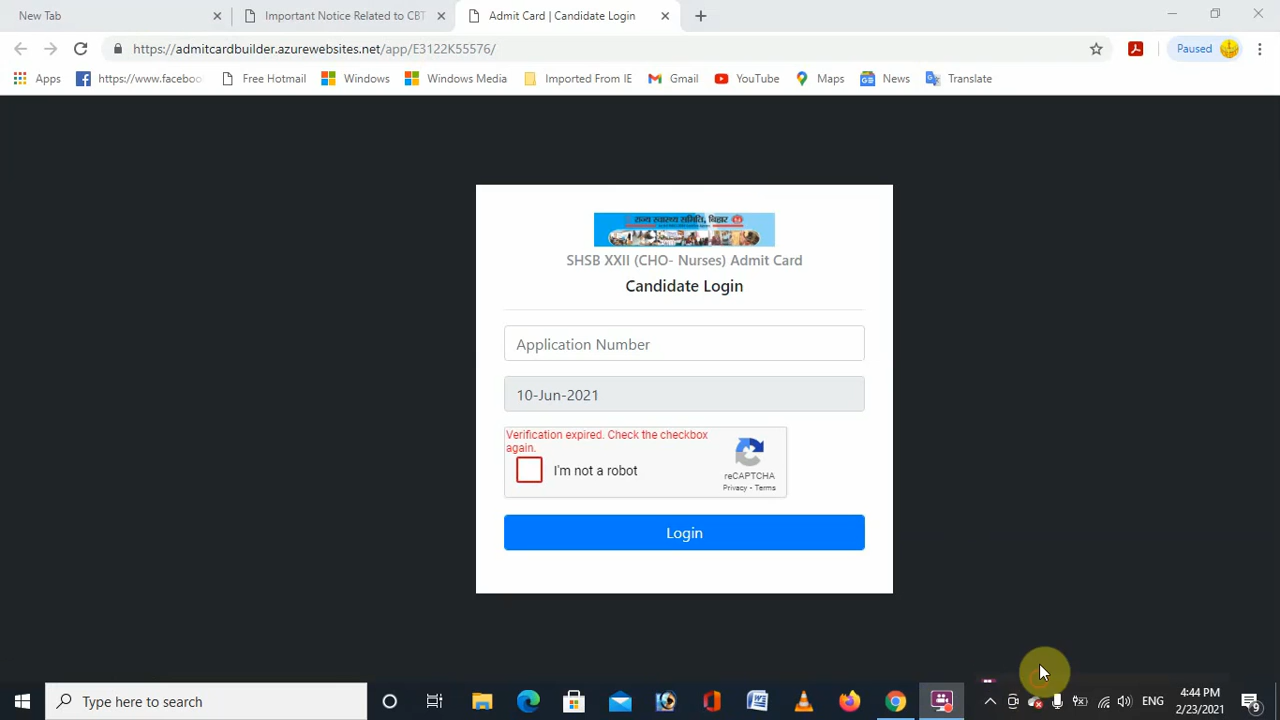 New Tab
Important Notice Related to CBT
Admit Card | Candidate Login
https://admitcardbuilder.azurewebsites.net/app/E3122K55576/
Paused
Apps
https://www.faceboo
Free Hotmail
Windows
Windows Media
Imported From IE
Gmail
YouTube
Maps
News
Translate
राज्य स्वास्थ्य समिति, बिहार
SHSB XXII (CHO- Nurses) Admit Card
Candidate Login
Application Number
10-Jun-2021
Verification expired. Check the checkbox
again.
I'm not a robot
reCAPTCHA
Privacy - Terms
Login
Type here to search
ENG
4:44 PM
2/23/2021
9